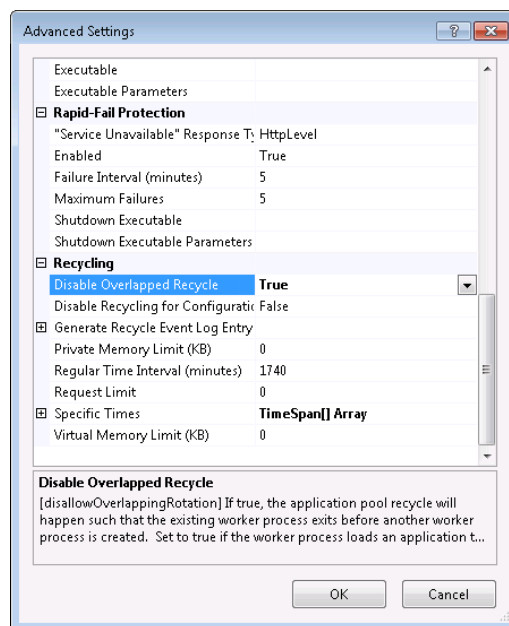 Advanced Settings
Executable
Executable Parameters
Rapid-Fail Protection
"Service Unavailable" Response Ty HttpLevel
Enabled True
Failure Interval (minutes) 5
Maximum Failures 5
Shutdown Executable
Shutdown Executable Parameters
Recycling
Disable Overlapped Recycle True
Disable Recycling for Configuratic False
Generate Recycle Event Log Entry
Private Memory Limit (KB) 0
Regular Time Interval (minutes) 1740
Request Limit 0
Specific Times TimeSpan[] Array
Virtual Memory Limit (KB) 0
Disable Overlapped Recycle
[disallowOverlappingRotation] If true, the application pool recycle will
happen such that the existing worker process exits before another worker
process is created.  Set to true if the worker process loads an application t...
OK Cancel